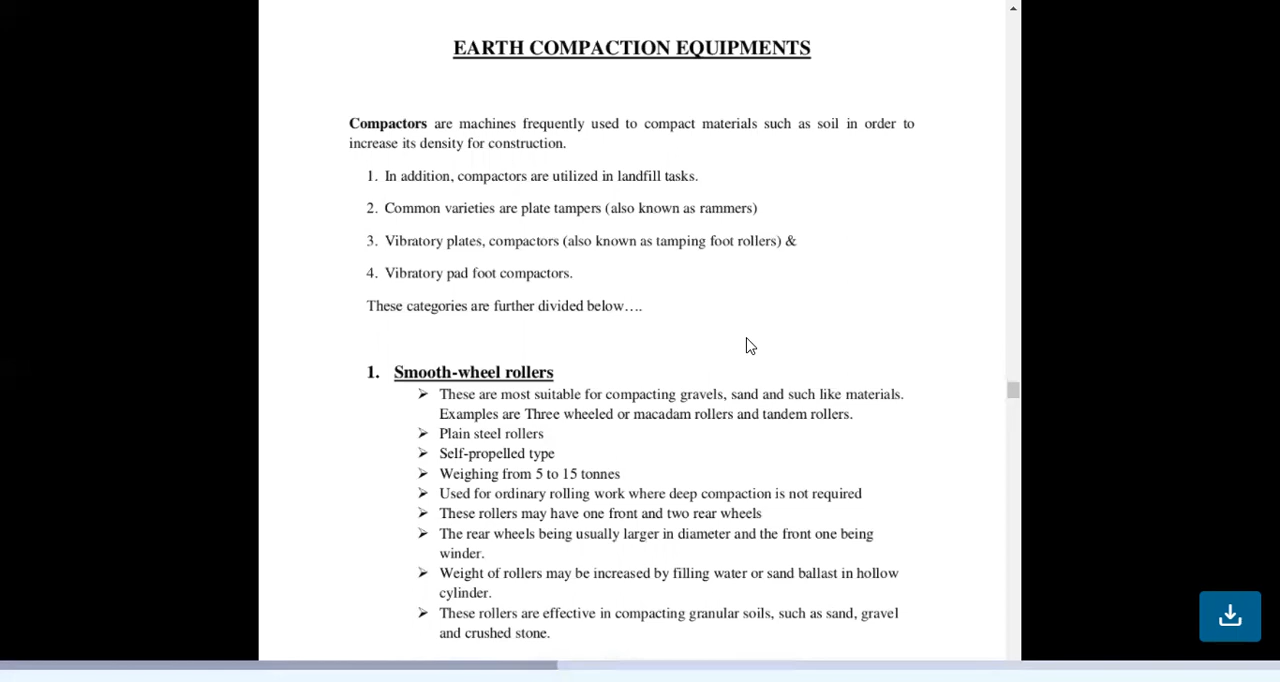 EARTH COMPACTION EQUIPMENTS
Compactors are machines frequently used to compact materials such as soil in order to
increase its density for construction.
1. In addition, compactors are utilized in landfill tasks.
2. Common varieties are plate tampers (also known as rammers)
3. Vibratory plates, compactors (also known as tamping foot rollers) &
4. Vibratory pad foot compactors.
These categories are further divided below….
1. Smooth-wheel rollers
➢ These are most suitable for compacting gravels, sand and such like materials.
Examples are Three wheeled or macadam rollers and tandem rollers.
➢ Plain steel rollers
➢ Self-propelled type
➢ Weighing from 5 to 15 tonnes
➢ Used for ordinary rolling work where deep compaction is not required
➢ These rollers may have one front and two rear wheels
➢ The rear wheels being usually larger in diameter and the front one being
winder.
➢ Weight of rollers may be increased by filling water or sand ballast in hollow
cylinder.
➢ These rollers are effective in compacting granular soils, such as sand, gravel
and crushed stone.